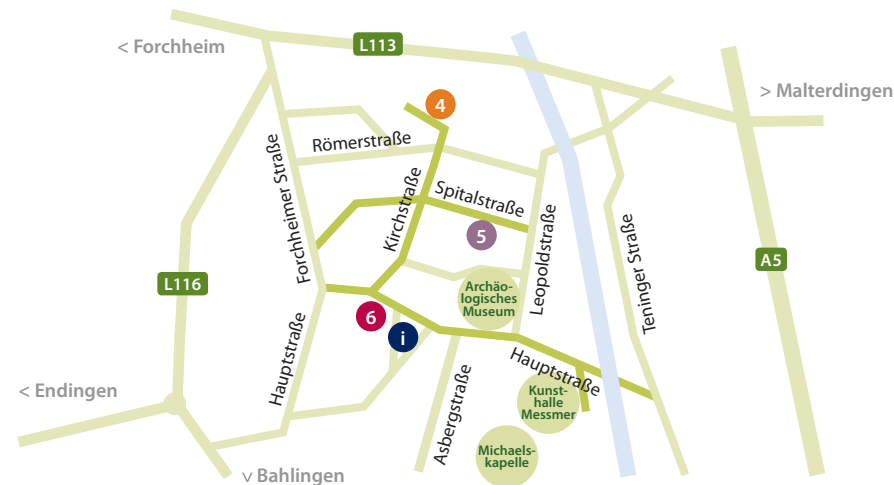 < Forchheim
L113
> Malterdingen
4
Römerstraße
Forchheimer Straße
Kirchstraße
Spitalstraße
5
Leopoldstraße
Teninger Straße
A5
L116
Archäo-
logisches
Museum
6
i
Hauptstraße
Hauptstraße
< Endingen
Asbergstraße
Kunst-
halle
Messmer
Michaels-
kapelle
v Bahlingen